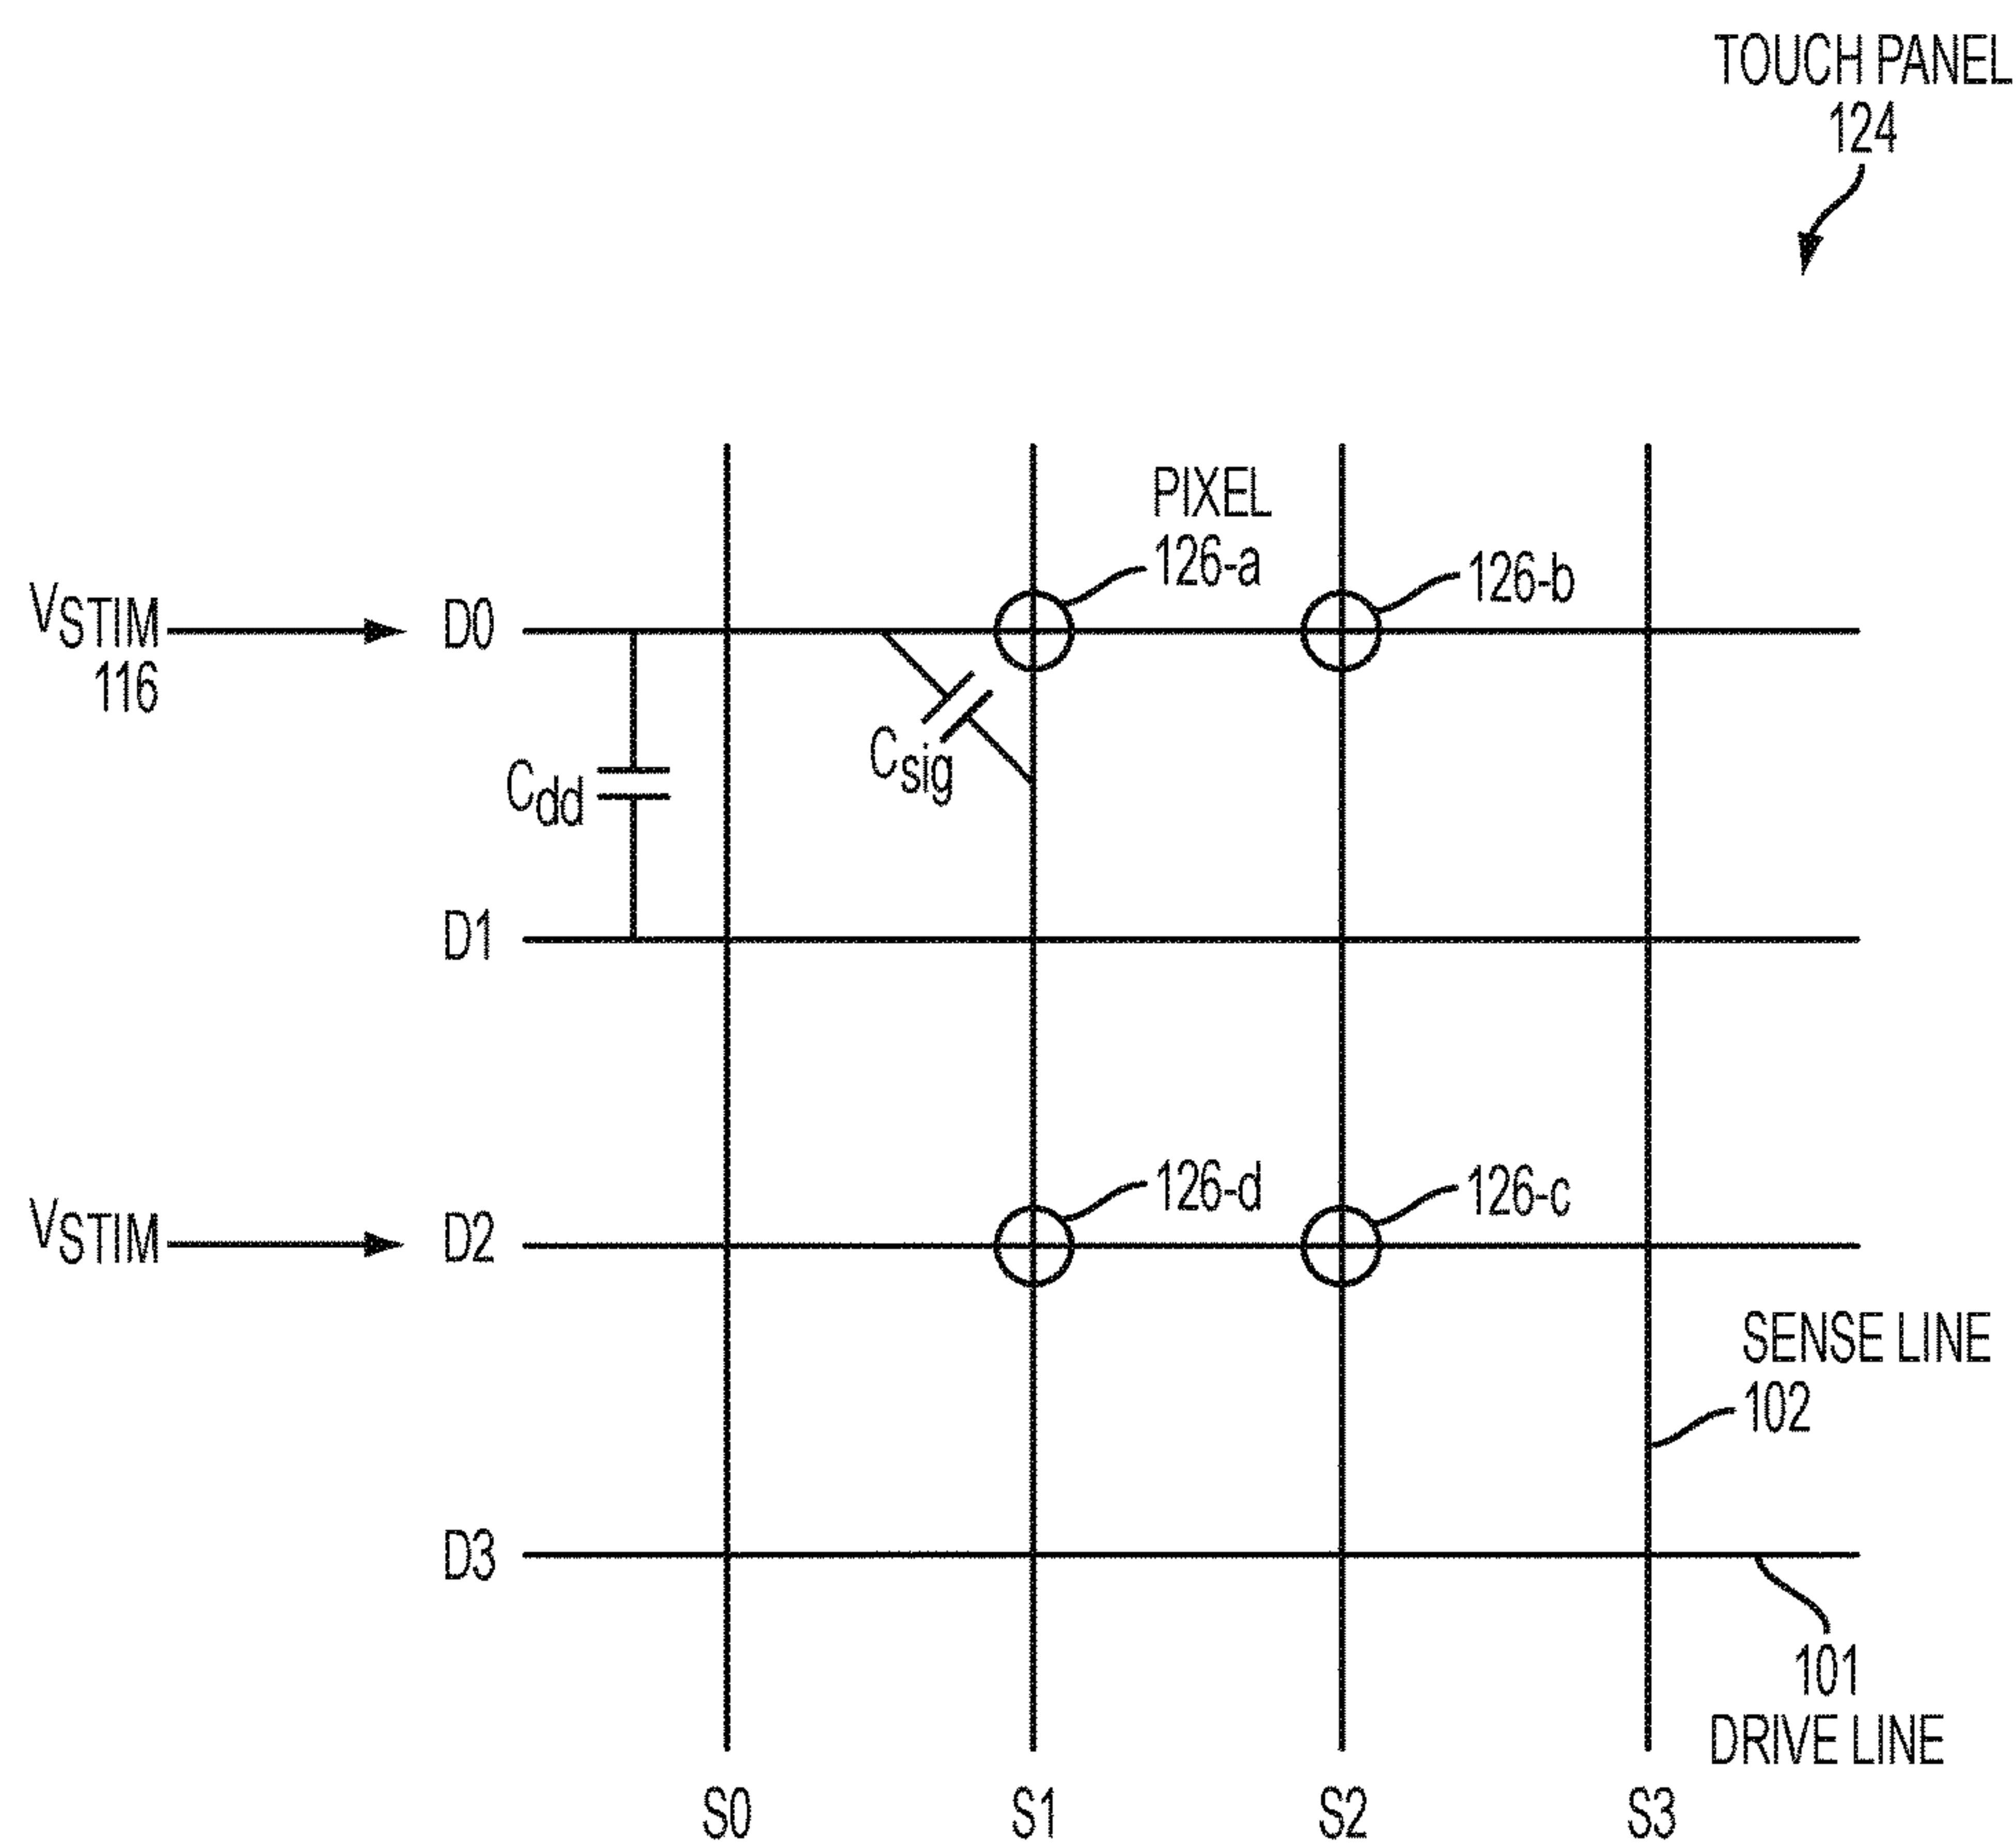 TOUCH PANEL
124
PIXEL
126-a
126-b
VSTIM
116
D0
Cdd
Csig
D1
126-d
126-c
VSTIM
D2
SENSE LINE
102
D3
101
DRIVE LINE
S0 S1 S2 S3